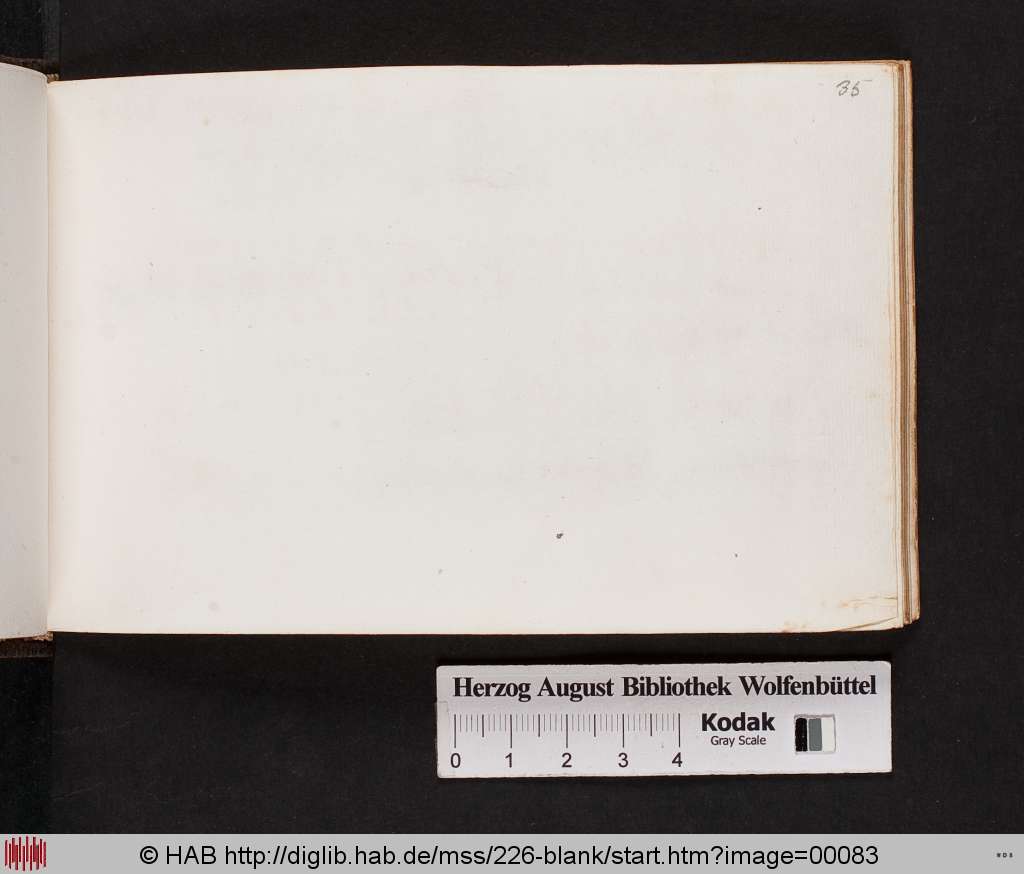 35
Herzog August Bibliothek Wolfenbüttel
Kodak
Gray Scale
0 1 2 3 4
© HAB http://diglib.hab.de/mss/226-blank/start.htm?image=00083
WDB